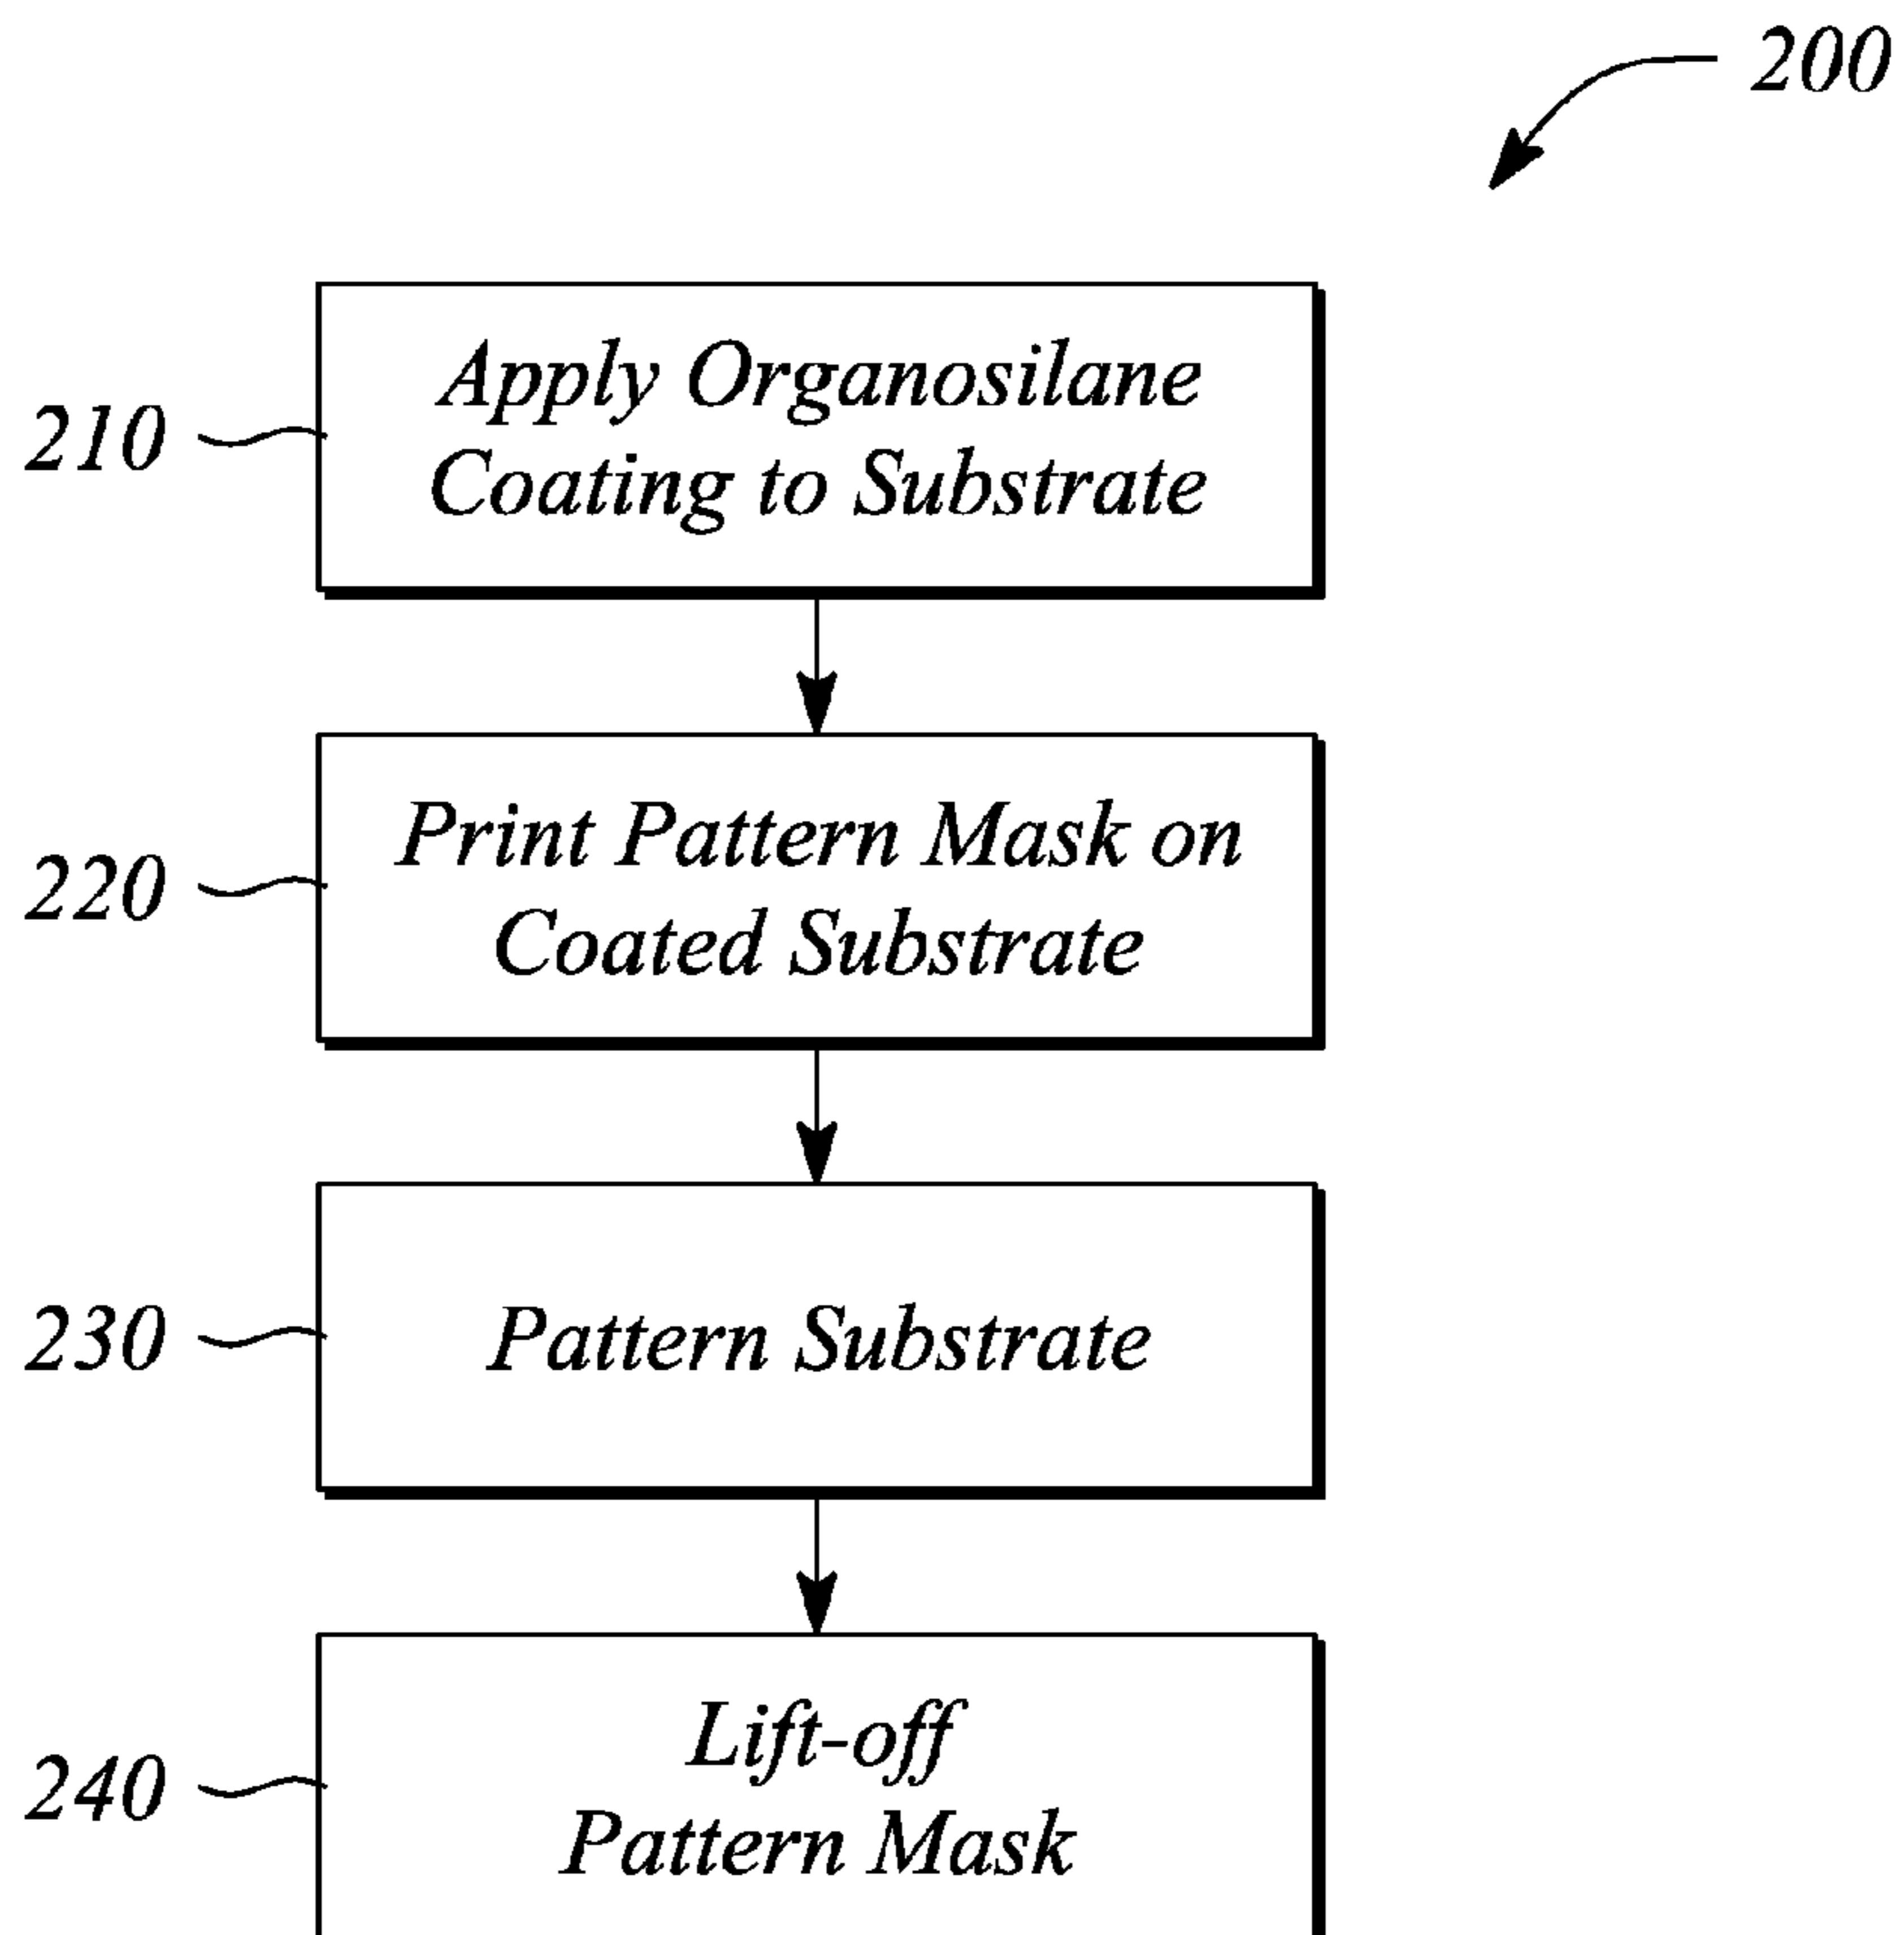 200
210
Apply Organosilane
Coating to Substrate
220
Print Pattern Mask on
Coated Substrate
230
Pattern Substrate
240
Lift-off
Pattern Mask